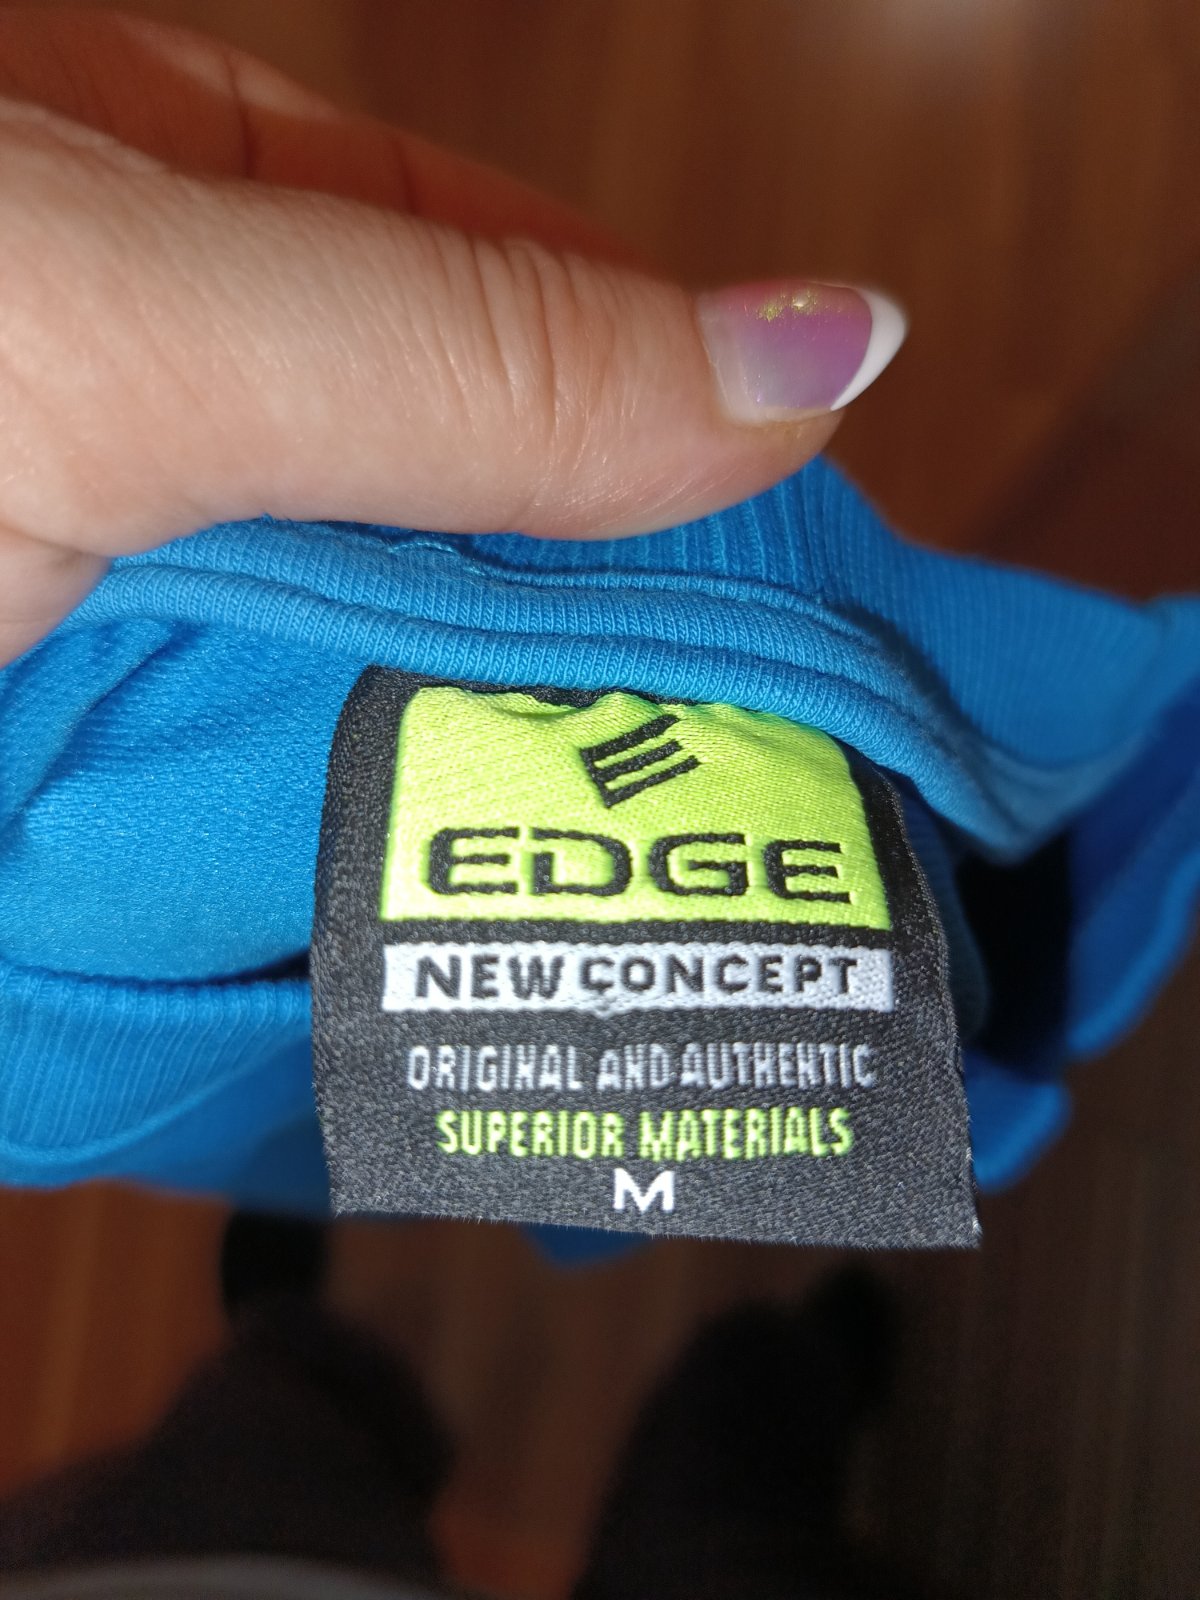 EDGE
NEW CONCEPT
ORIGINAL AND AUTHENTIC
SUPERIOR MATERIALS
M